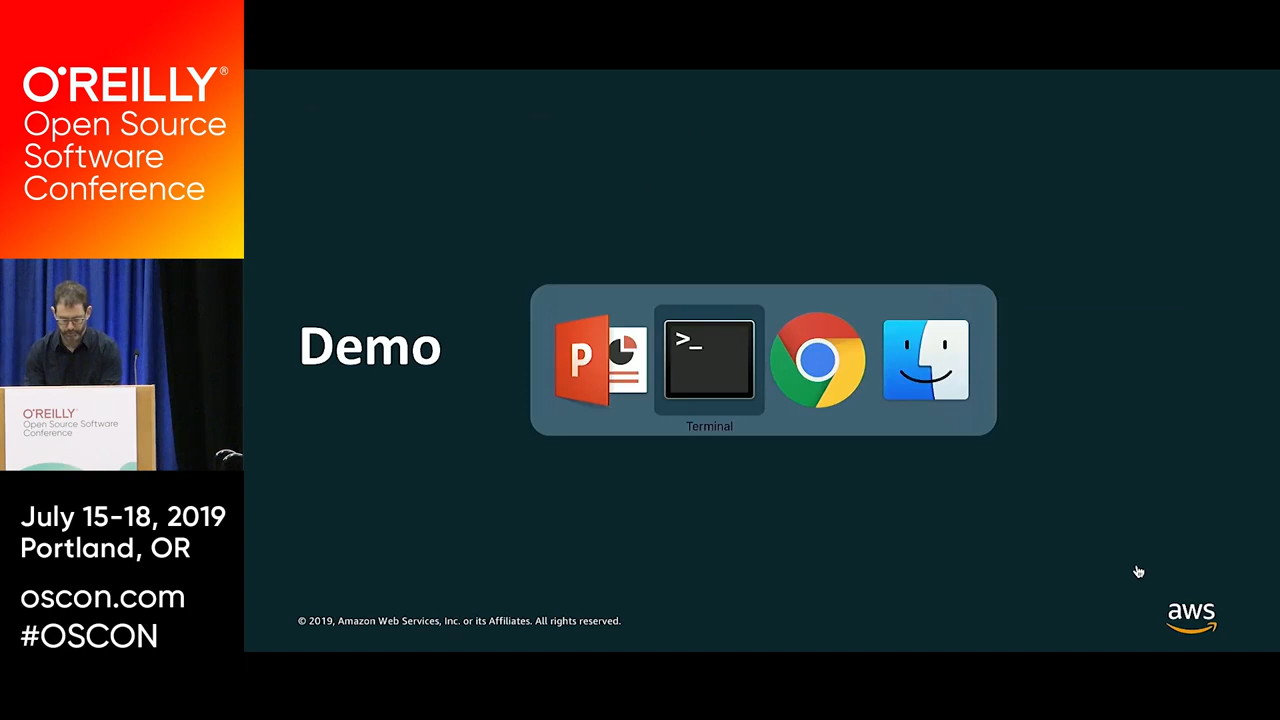 O'REILLY®
Open Source
Software
Conference
O'REILLY
Open Source Software
Conference
July 15-18, 2019
Portland, OR
oscon.com
#OSCON
Demo
P
>_
Terminal
© 2019, Amazon Web Services, Inc. or its Affiliates. All rights reserved.
aws